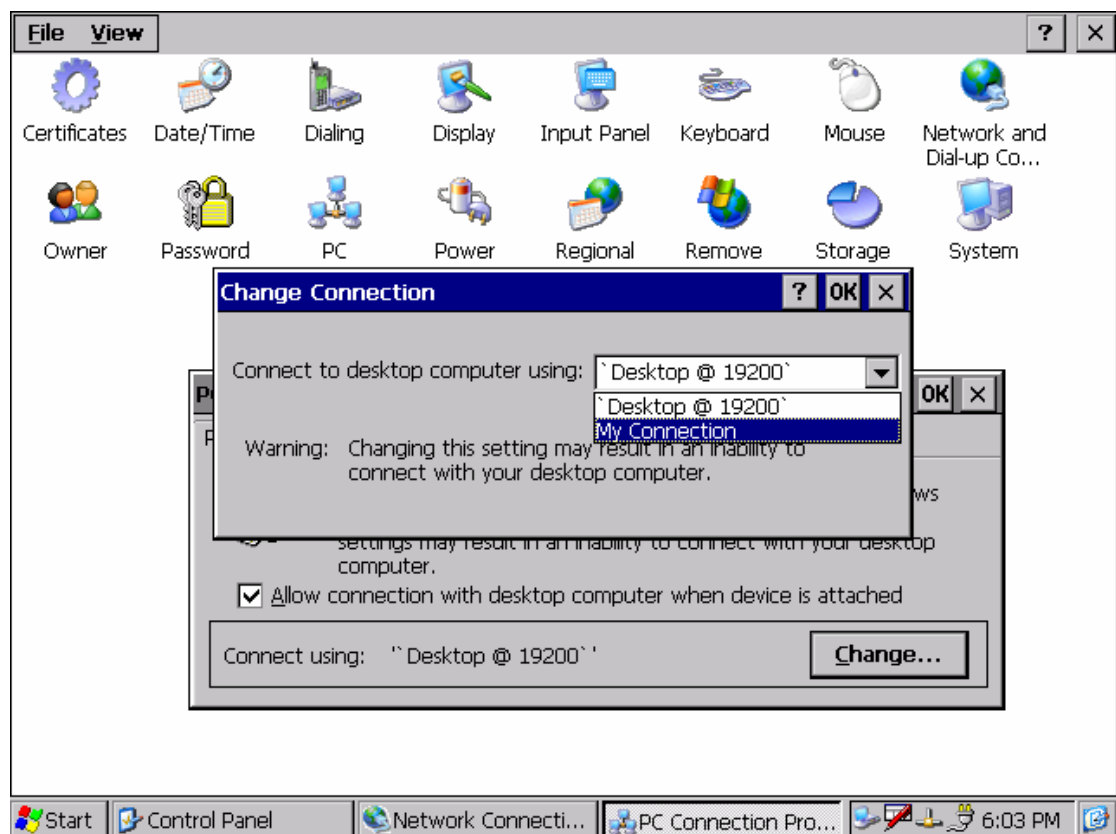 File View ? ×
Certificates Date/Time Dialing Display Input Panel Keyboard Mouse Network and
Dial-up Co...
Owner Password PC Power Regional Remove Storage System
Change Connection ? OK ×
Connect to desktop computer using: `Desktop @ 19200`
`Desktop @ 19200`
My Connection
Warning: Changing this setting may result in an inability to
connect with your desktop computer.
OK ×
settings may result in an inability to connect with your desktop
computer.
Allow connection with desktop computer when device is attached
Connect using: '`Desktop @ 19200`'
Change...
Start Control Panel Network Connecti... PC Connection Pro... 6:03 PM